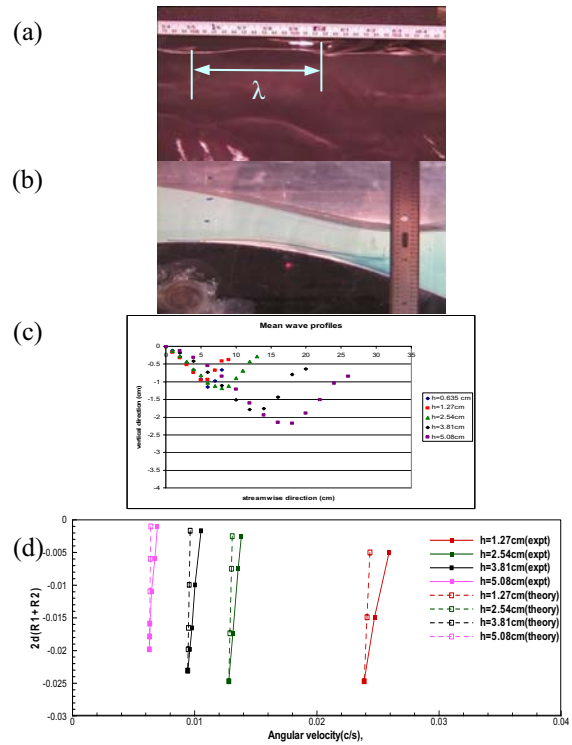 (a)
λ
(b)
(c)
Mean wave profiles
0 5 10 15 20 25 30 35
0
-0.5
-1
-1.5
-2
-2.5
-3
-3.5
-4
vertical direction (cm)
streamwise direction (cm)
h=0.635 cm
h=1.27cm
h=2.54cm
h=3.81cm
h=5.08cm
(d)
0
-0.005
-0.01
-0.015
-0.02
-0.025
-0.03
2d(R1+R2)
0 0.01 0.02 0.03 0.04
Angular velocity(c/s),
h=1.27cm(expt)
h=2.54cm(expt)
h=3.81cm(expt)
h=5.08cm(expt)
h=1.27cm(theory)
h=2.54cm(theory)
h=3.81cm(theory)
h=5.08cm(theory)